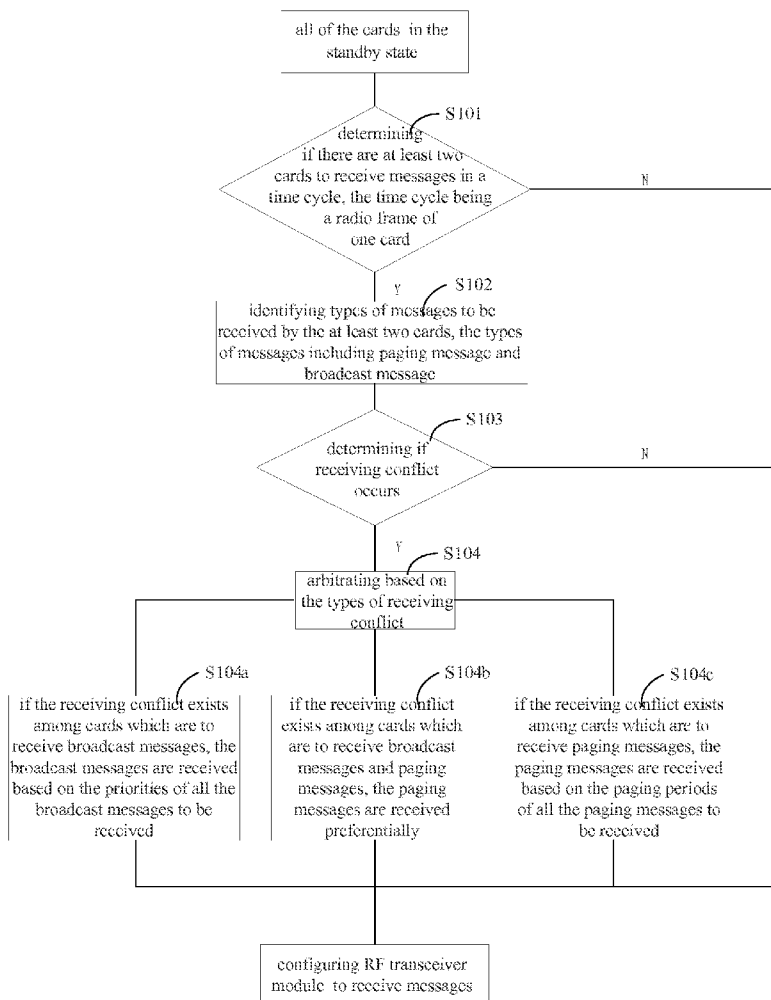 all of the cards in the
standby state
S101
determining
if there are at least two
cards to receive messages in a
time cycle, the time cycle being
a radio frame of
one card
N
Y
S102
identifying types of messages to be
received by the at least two cards, the types
of messages including paging message and
broadcast message
S103
determining if
receiving conflict
occurs
N
Y
S104
arbitrating based on
the types of receiving
conflict
S104a
if the receiving conflict exists
among cards which are to
receive broadcast messages, the
broadcast messages are received
based on the priorities of all the
broadcast messages to be
received
S104b
if the receiving conflict
exists among cards which
are to receive broadcast
messages and paging
messages, the paging
messages are received
preferentially
S104c
if the receiving conflict exists
among cards which are to
receive paging messages, the
paging messages are received
based on the paging periods
of all the paging messages to
be received
configuring RF transceiver
module to receive messages